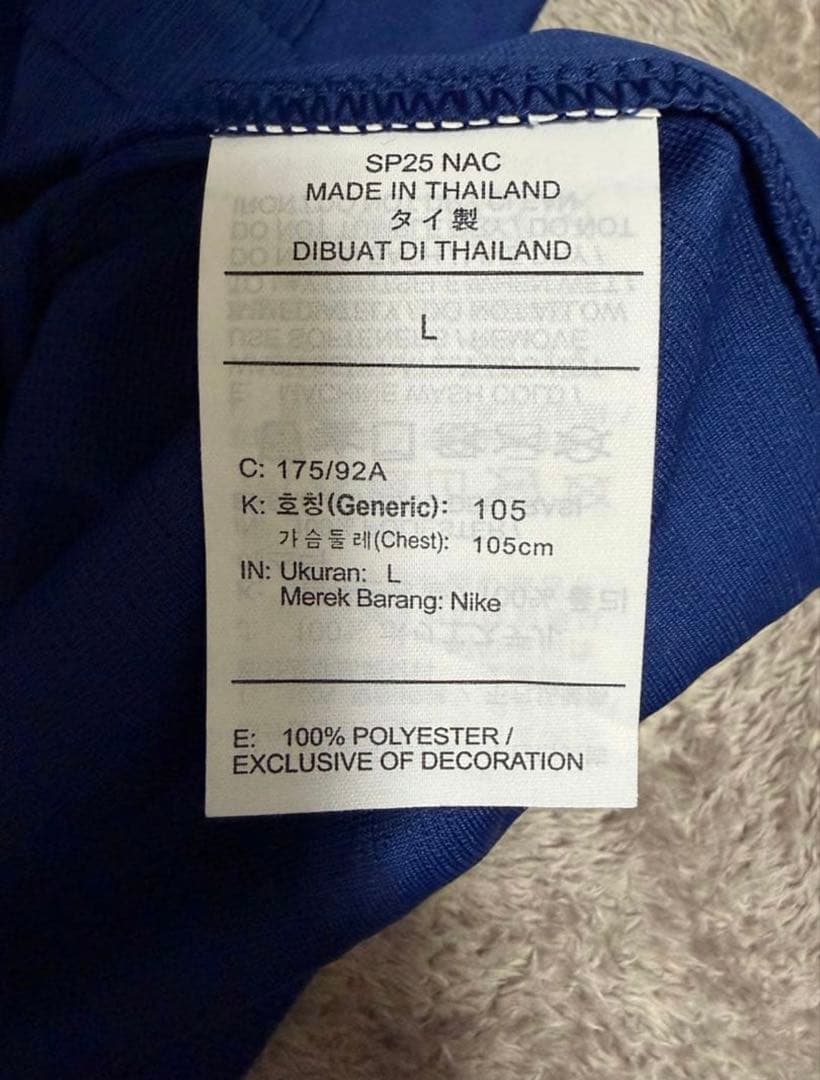 SP25 NAC
MADE IN THAILAND
タイ製
DIBUAT DI THAILAND
L
C: 175/92A
K: 호칭(Generic): 105
가슴둘레(Chest): 105cm
IN: Ukuran: L
Merek Barang: Nike
E: 100% POLYESTER /
EXCLUSIVE OF DECORATION